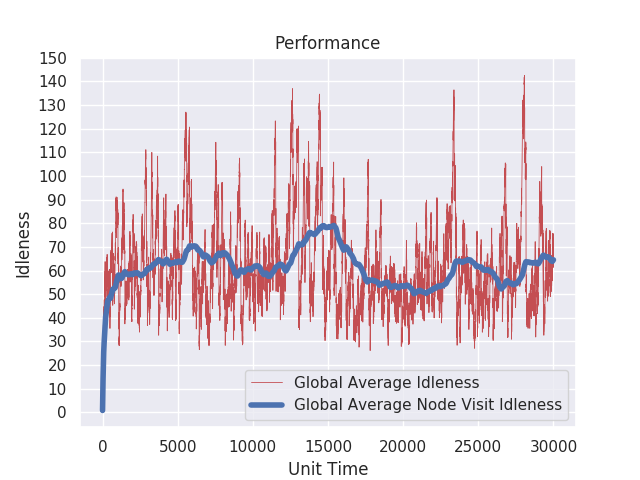 Performance
150
140
130
120
110
100
90
80
70
60
50
40
30
20
10
0
Idleness
Global Average Idleness
Global Average Node Visit Idleness
0 5000 10000 15000 20000 25000 30000
Unit Time